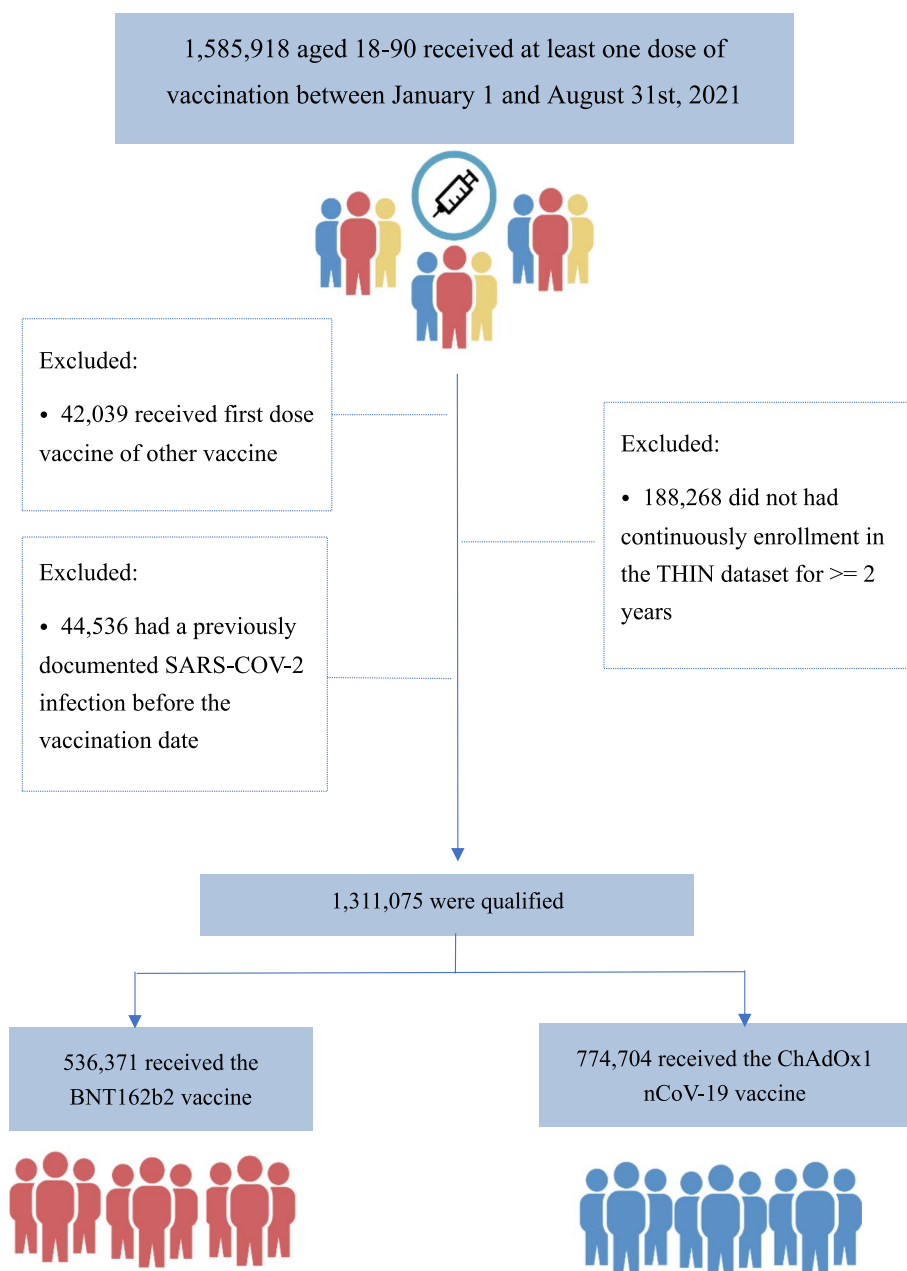 1,585,918 aged 18-90 received at least one dose of
vaccination between January 1 and August 31st, 2021
Excluded:
• 42,039 received first dose
vaccine of other vaccine
Excluded:
• 188,268 did not had
continuously enrollment in
the THIN dataset for >= 2
years
Excluded:
• 44,536 had a previously
documented SARS-COV-2
infection before the
vaccination date
1,311,075 were qualified
536,371 received the
BNT162b2 vaccine
774,704 received the ChAdOx1
nCoV-19 vaccine